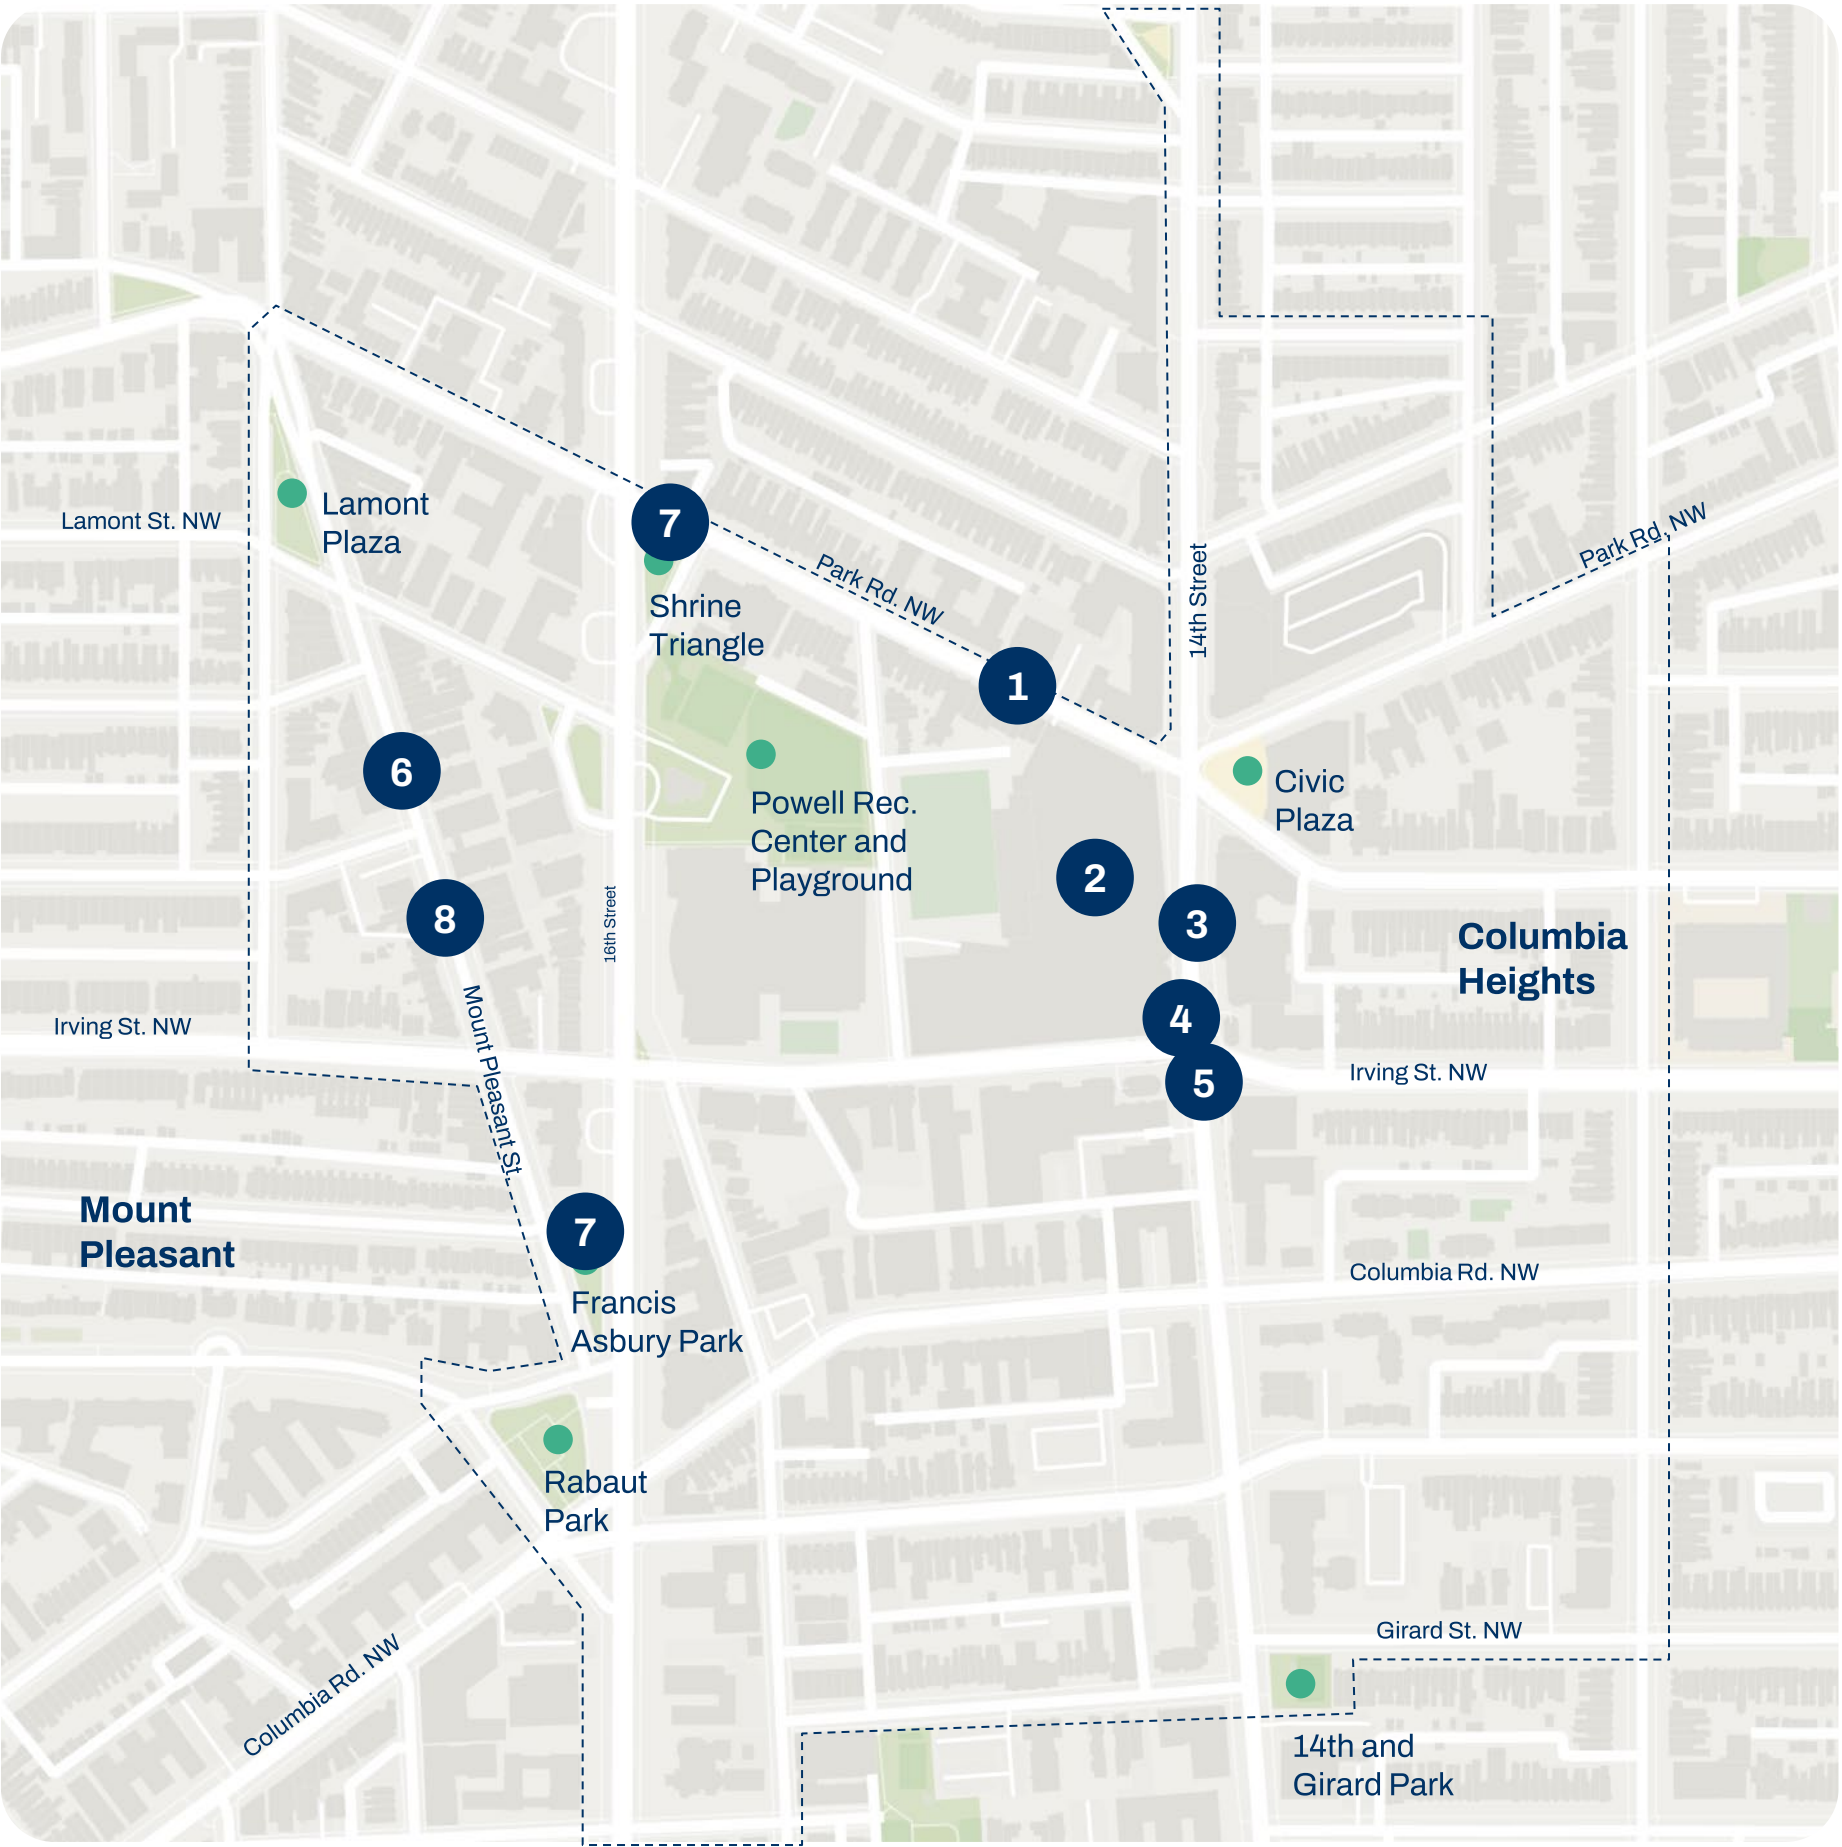 7
Lamont
Plaza
Lamont St. NW
Park Rd. NW
Park Rd. NW
14th Street
Shrine
Triangle
1
6
Civic
Plaza
Powell Rec.
Center and
Playground
2
8
3
16th Street
Columbia
Heights
4
Irving St. NW
Mount Pleasant St.
5
Irving St. NW
Mount
Pleasant
7
Columbia Rd. NW
Francis
Asbury Park
Rabaut
Park
Girard St. NW
Columbia Rd. NW
14th and
Girard Park